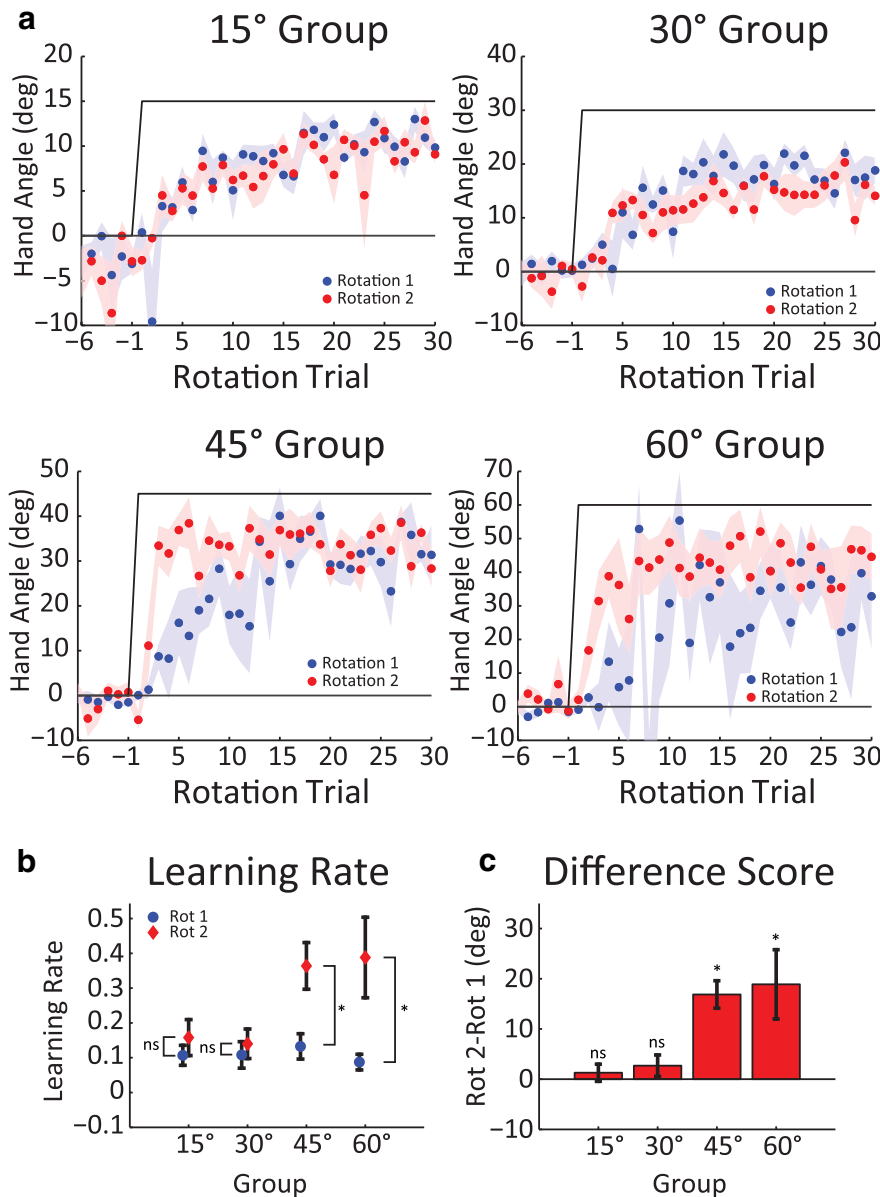 a
15° Group
Hand Angle (deg)
20
15
10
5
0
−5
−10
Rotation 1
Rotation 2
−6 −1 5 10 15 20 25 30
Rotation Trial
30° Group
Hand Angle (deg)
40
30
20
10
0
−10
Rotation 1
Rotation 2
−6 −1 5 10 15 20 25 30
Rotation Trial
45° Group
Hand Angle (deg)
50
40
30
20
10
0
−10
Rotation 1
Rotation 2
−6 −1 5 10 15 20 25 30
Rotation Trial
60° Group
Hand Angle (deg)
70
60
50
40
30
20
10
0
−10
Rotation 1
Rotation 2
−6 −1 5 10 15 20 25 30
Rotation Trial
b
Learning Rate
Learning Rate
0.5
0.4
0.3
0.2
0.1
0
−0.1
Rot 1
Rot 2
ns
ns
*
*
15° 30° 45° 60°
Group
c
Difference Score
Rot 2-Rot 1 (deg)
30
20
10
0
−10
ns
ns
*
*
15° 30° 45° 60°
Group